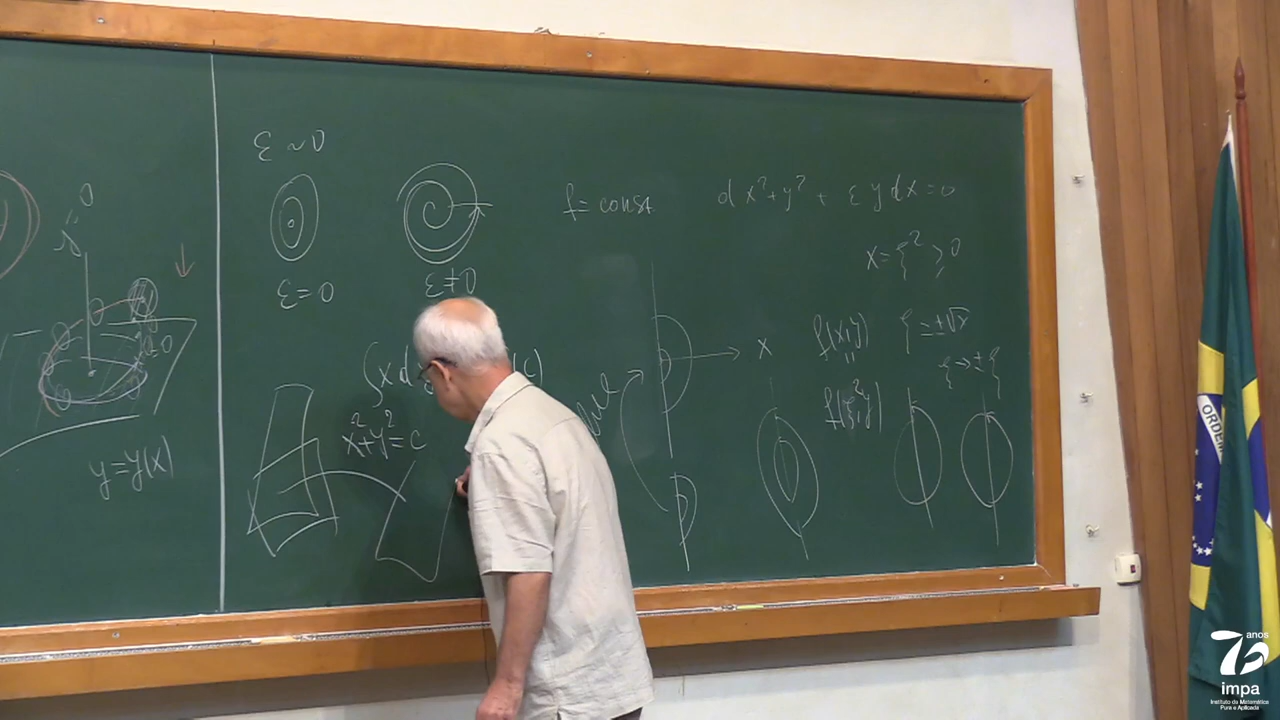 y=y(x)
ε ~ 0
ε=0
ε≠0
x²+y²=c
f=const
d x²+y² + ε y dx=0
x=ξ² ≥ 0
x
f(x,y)
ξ=±√x
"
ξ→±ξ
f(ξ²,y)
ORDEM
70 anos
impa
Instituto de Matemática
Pura e Aplicada